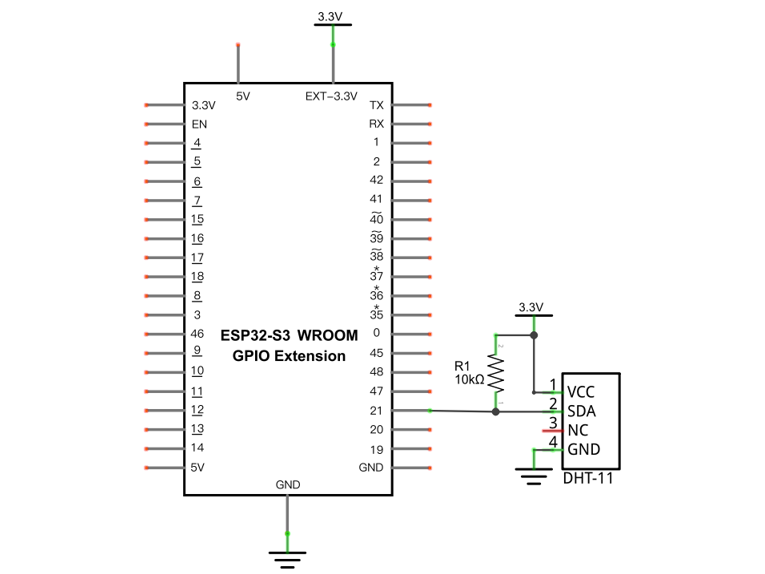 3.3V
5V
EXT-3.3V
3.3V
EN
4
5
6
7
15
16
17
18
8
3
46
9
10
11
12
13
14
5V
TX
RX
1
2
42
41
40
39
38
*
37
*
36
*
35
0
45
48
47
21
20
19
GND
ESP32-S3 WROOM
GPIO Extension
GND
3.3V
R1
10kΩ
1 VCC
2 SDA
3 NC
4 GND
DHT-11